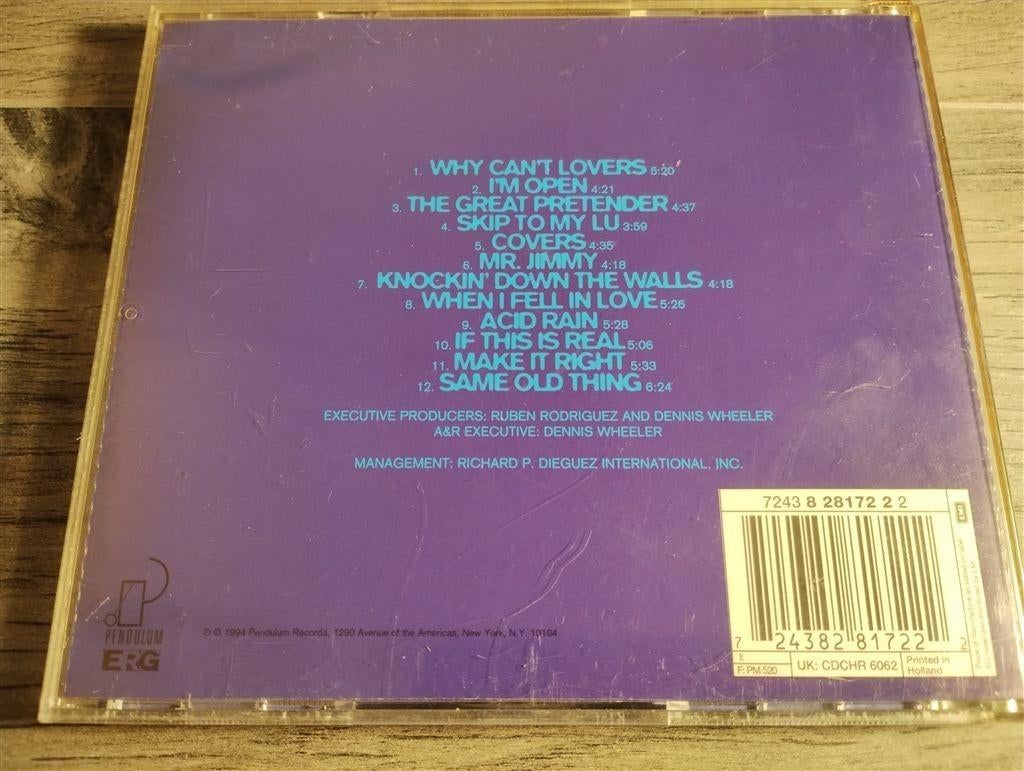 1. WHY CAN'T LOVERS 5:20
2. I'M OPEN 4:21
3. THE GREAT PRETENDER 4:37
4. SKIP TO MY LU 3:59
5. COVERS 4:35
6. MR. JIMMY 4:18
7. KNOCKIN' DOWN THE WALLS 4:18
8. WHEN I FELL IN LOVE 5:26
9. ACID RAIN 5:28
10. IF THIS IS REAL 5:06
11. MAKE IT RIGHT 5:33
12. SAME OLD THING 6:24
EXECUTIVE PRODUCERS: RUBEN RODRIGUEZ AND DENNIS WHEELER
A&R EXECUTIVE: DENNIS WHEELER
MANAGEMENT: RICHARD P. DIEGUEZ INTERNATIONAL, INC.
7243 8 28172 2 2
EMI
7 24382 81722 2
F: PM 520
UK: CDCHR 6062
Printed in
Holland
PENDULUM
ERG
℗ © 1994 Pendulum Records, 1290 Avenue of the Americas, New York, N.Y. 10104